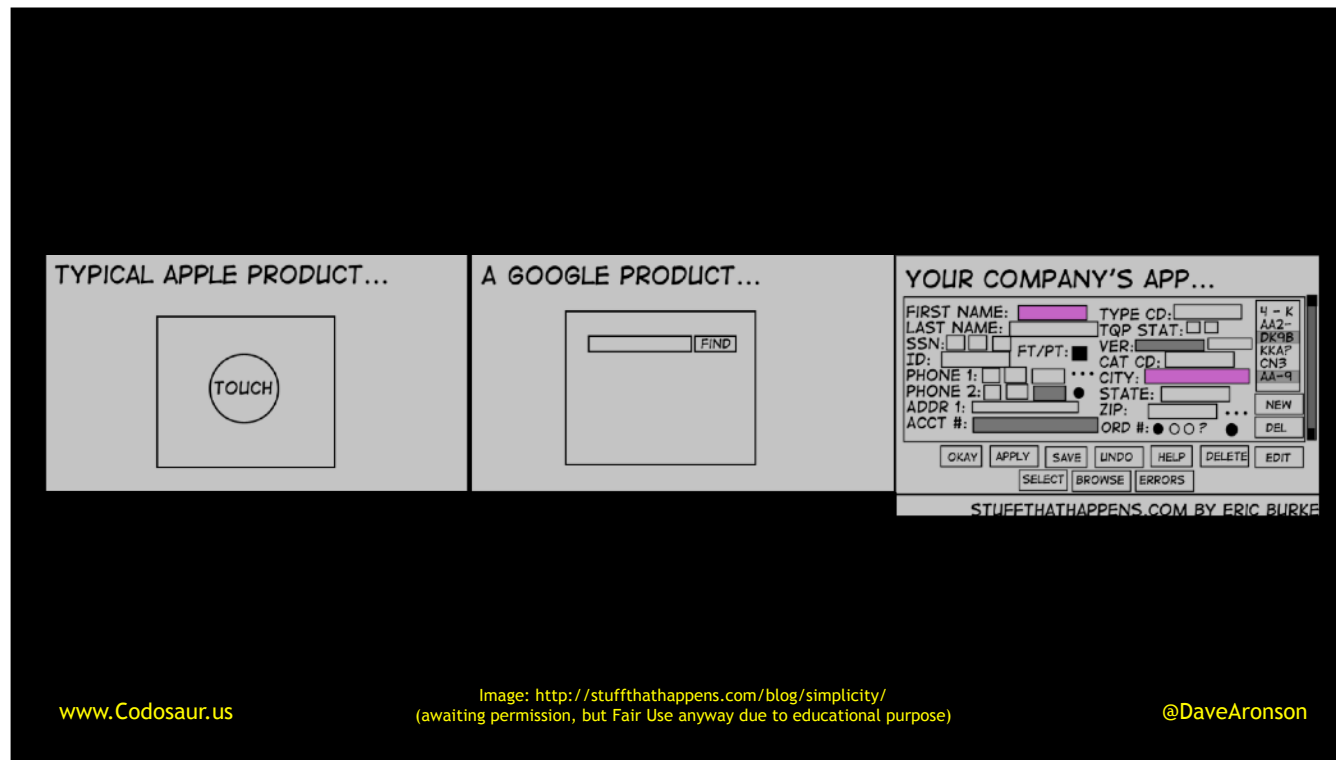 TYPICAL APPLE PRODUCT...
TOUCH
A GOOGLE PRODUCT...
FIND
YOUR COMPANY'S APP...
FIRST NAME:
LAST NAME:
SSN:
ID:
FT/PT:
PHONE 1:
PHONE 2:
ADDR 1:
ACCT #:
TYPE CD:
TQP STAT:
VER:
CAT CD:
CITY:
STATE:
ZIP:
ORD #: ?
4 - K
AA2-
DK9B
KKA?
CN3
AA-9
NEW
DEL
OKAY APPLY SAVE UNDO HELP DELETE EDIT
SELECT BROWSE ERRORS
STUFFTHATHAPPENS.COM BY ERIC BURKE
www.Codosaur.us
Image: http://stuffthathappens.com/blog/simplicity/
(awaiting permission, but Fair Use anyway due to educational purpose)
@DaveAronson